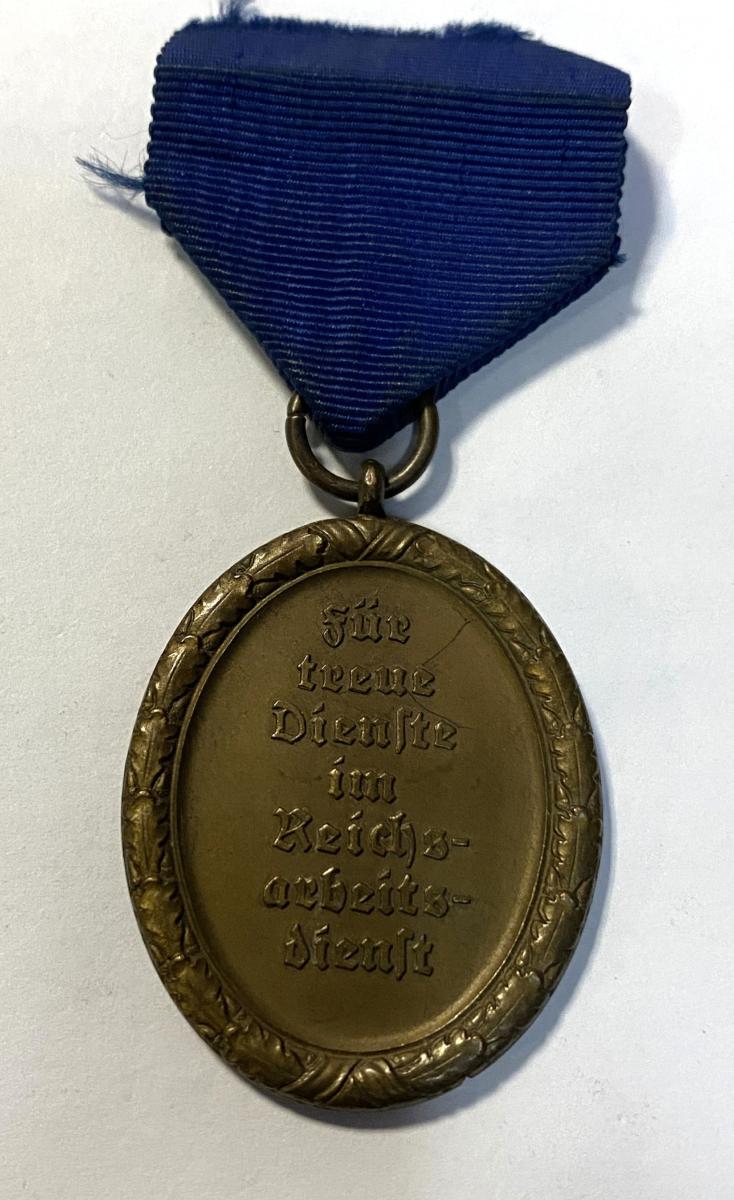 Für
treue
Dienſte
im
Reichs-
arbeits-
dienſt